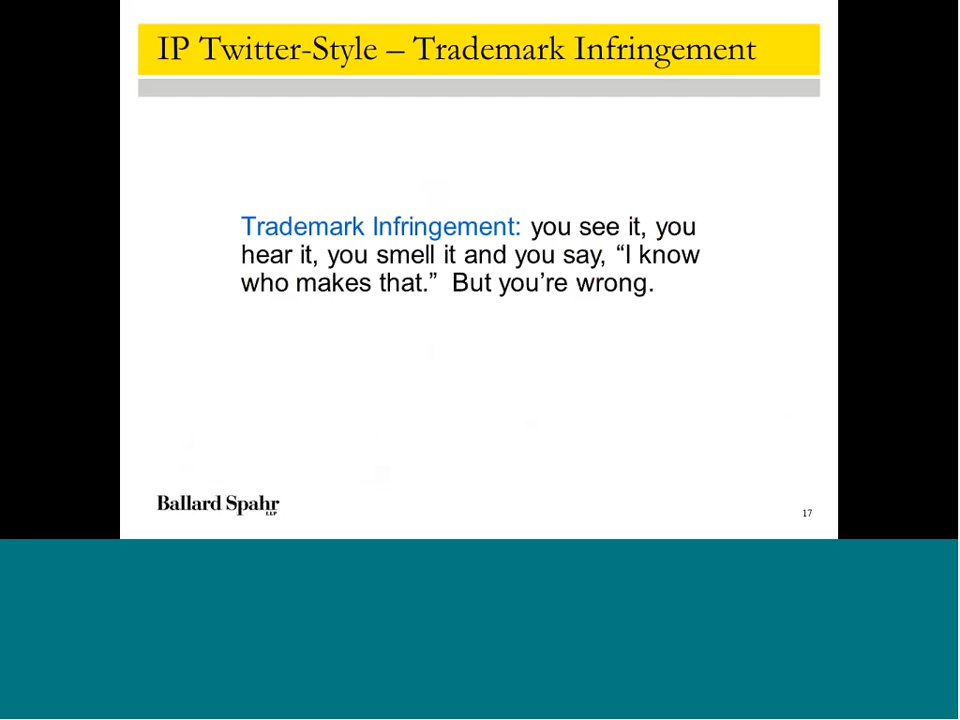 IP Twitter-Style – Trademark Infringement
Trademark Infringement: you see it, you
hear it, you smell it and you say, “I know
who makes that.”  But you’re wrong.
Ballard Spahr
LLP
17